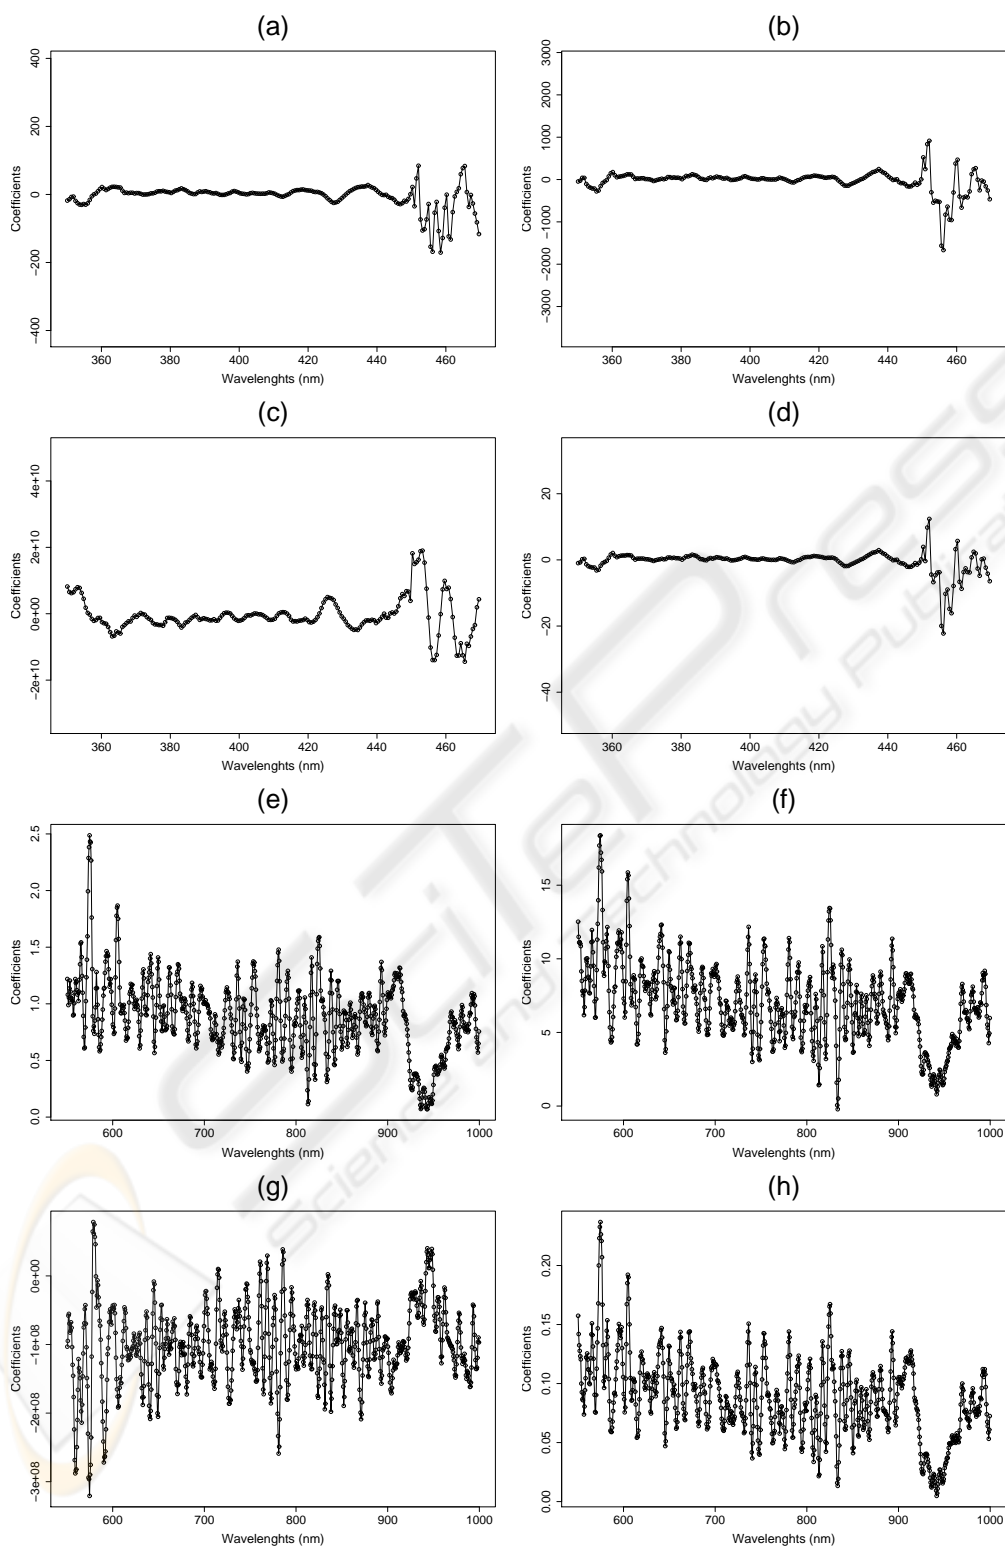 (a)
400
200
0
−200
−400
Coefficients
360 380 400 420 440 460
Wavelenghts (nm)
(b)
3000
2000
1000
0
−1000
−2000
−3000
Coefficients
360 380 400 420 440 460
Wavelenghts (nm)
(c)
4e+10
2e+10
0e+00
−2e+10
Coefficients
360 380 400 420 440 460
Wavelenghts (nm)
(d)
20
0
−20
−40
Coefficients
360 380 400 420 440 460
Wavelenghts (nm)
(e)
2.5
2.0
1.5
1.0
0.5
0.0
Coefficients
600 700 800 900 1000
Wavelenghts (nm)
(f)
15
10
5
0
Coefficients
600 700 800 900 1000
Wavelenghts (nm)
(g)
0e+00
−1e+08
−2e+08
−3e+08
Coefficients
600 700 800 900 1000
Wavelenghts (nm)
(h)
0.20
0.15
0.10
0.05
0.00
Coefficients
600 700 800 900 1000
Wavelenghts (nm)
SciTePress
Science and Technology Publica